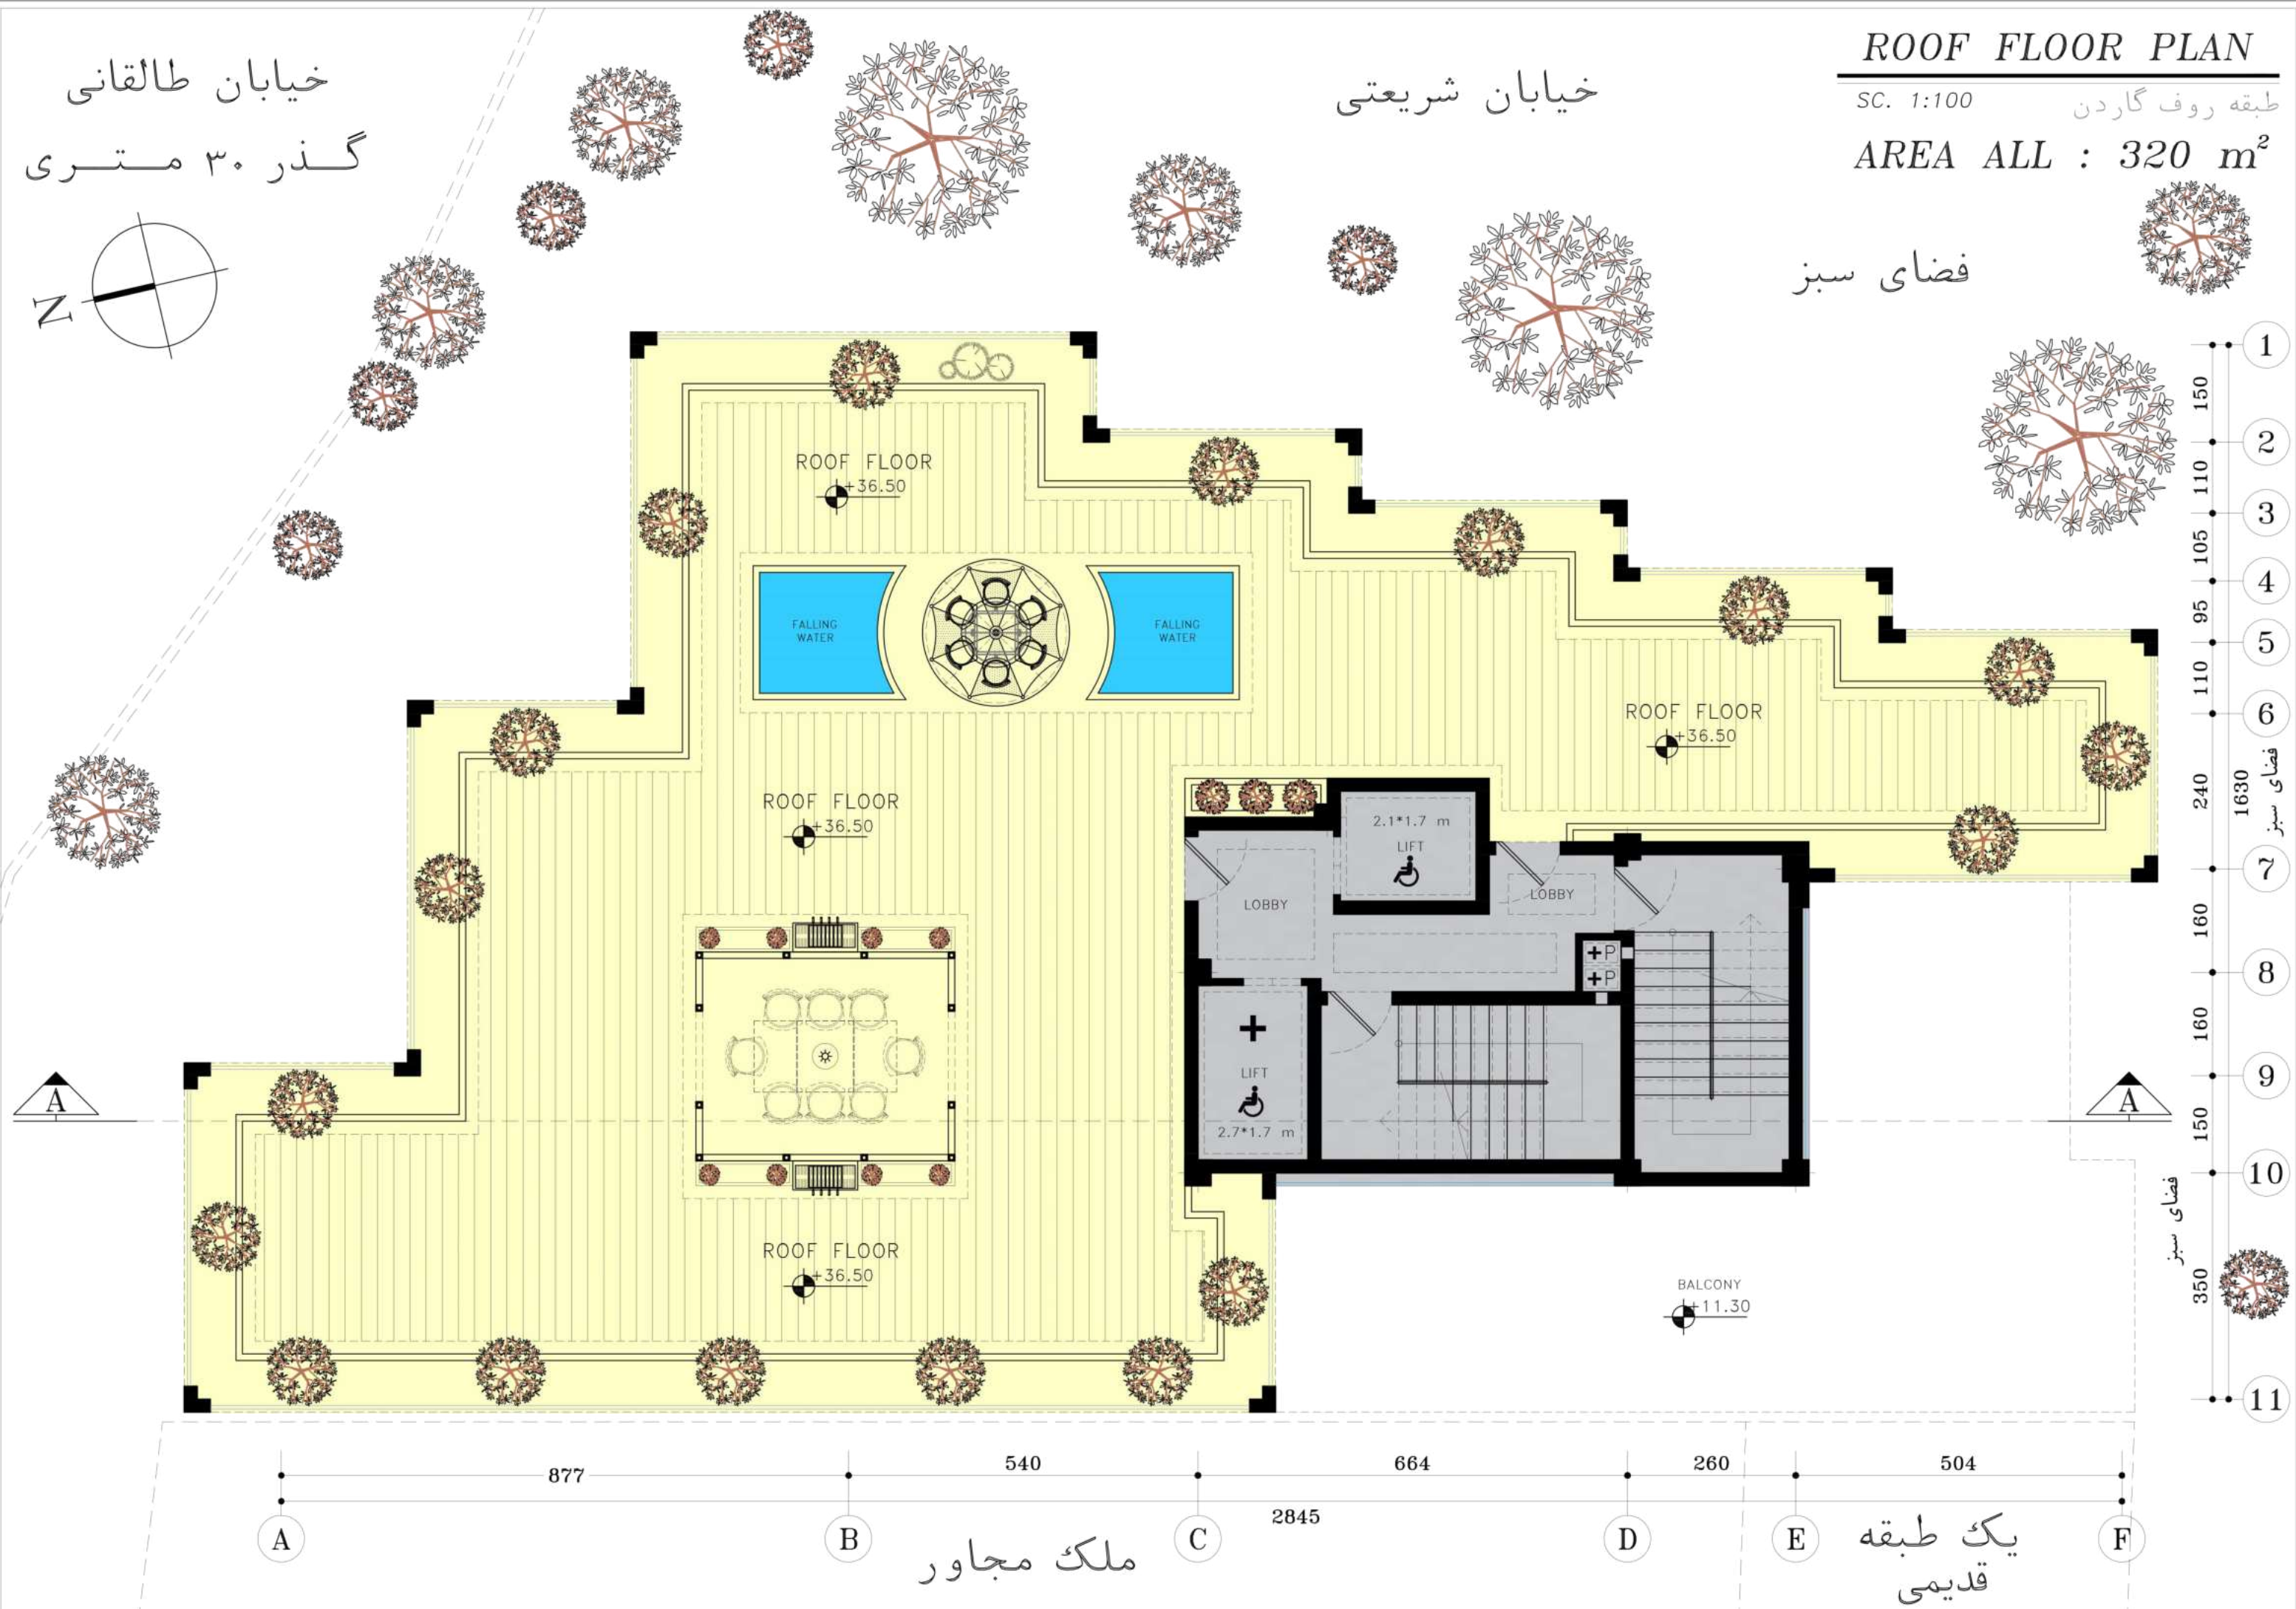 خیابان طالقانی
گـــذر ۳۰ مـــتـــری
N
خیابان شریعتی
ROOF FLOOR PLAN
SC. 1:100
طبقه روف گاردن
AREA ALL : 320 m²
فضای سبز
ROOF FLOOR
+36.50
FALLING
WATER
FALLING
WATER
ROOF FLOOR
+36.50
ROOF FLOOR
+36.50
2.1*1.7 m
LIFT
LOBBY
LOBBY
+P
+P
LIFT
2.7*1.7 m
A
A
ROOF FLOOR
+36.50
BALCONY
+11.30
1
150
2
110
3
105
4
95
5
110
6
240
1630
فضای سبز
7
160
8
160
9
150
10
فضای سبز
350
11
877
540
664
260
504
2845
A
B
C
D
E
F
ملک مجاور
یک طبقه
قدیمی